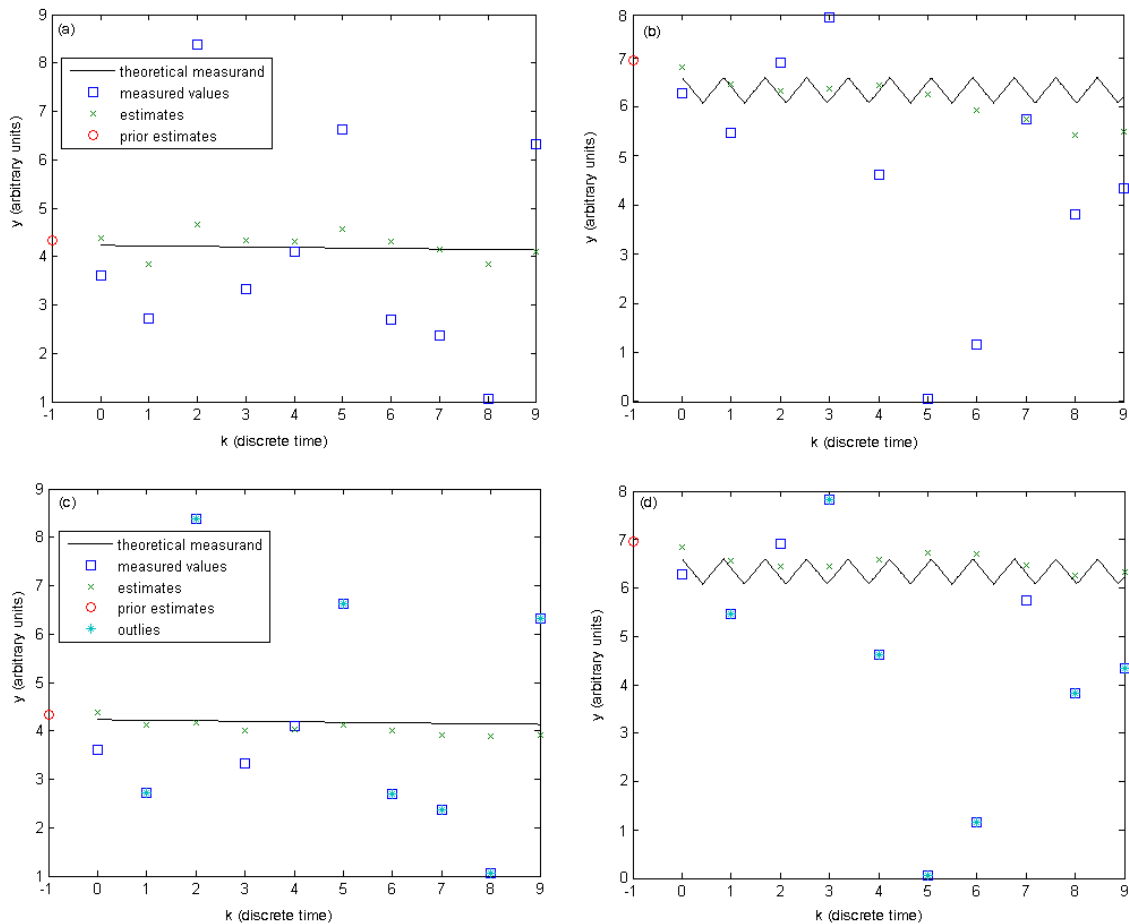 (a)
theoretical measurand
measured values
estimates
prior estimates
y (arbitrary units)
9
8
7
6
5
4
3
2
1
-1 0 1 2 3 4 5 6 7 8 9
k (discrete time)
(b)
y (arbitrary units)
8
7
6
5
4
3
2
1
0
-1 0 1 2 3 4 5 6 7 8 9
k (discrete time)
(c)
theoretical measurand
measured values
estimates
prior estimates
outlies
y (arbitrary units)
9
8
7
6
5
4
3
2
1
-1 0 1 2 3 4 5 6 7 8 9
k (discrete time)
(d)
y (arbitrary units)
8
7
6
5
4
3
2
1
0
-1 0 1 2 3 4 5 6 7 8 9
k (discrete time)